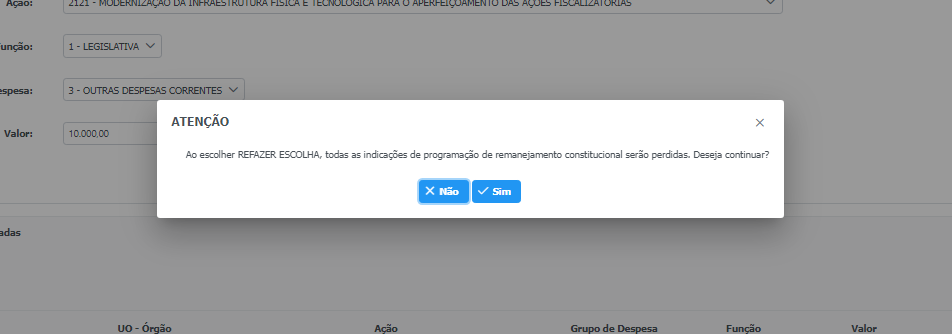 Ação: 2121 - MODERNIZAÇÃO DA INFRAESTRUTURA FÍSICA E TECNOLÓGICA PARA O APERFEIÇOAMENTO DAS AÇÕES FISCALIZATÓRIAS
unção: 1 - LEGISLATIVA
espesa: 3 - OUTRAS DESPESAS CORRENTES
ATENÇÃO
Valor: 10.000,00
Ao escolher REFAZER ESCOLHA, todas as indicações de programação de remanejamento constitucional serão perdidas. Deseja continuar?
Não Sim
adas
UO - Órgão Ação Grupo de Despesa Função Valor